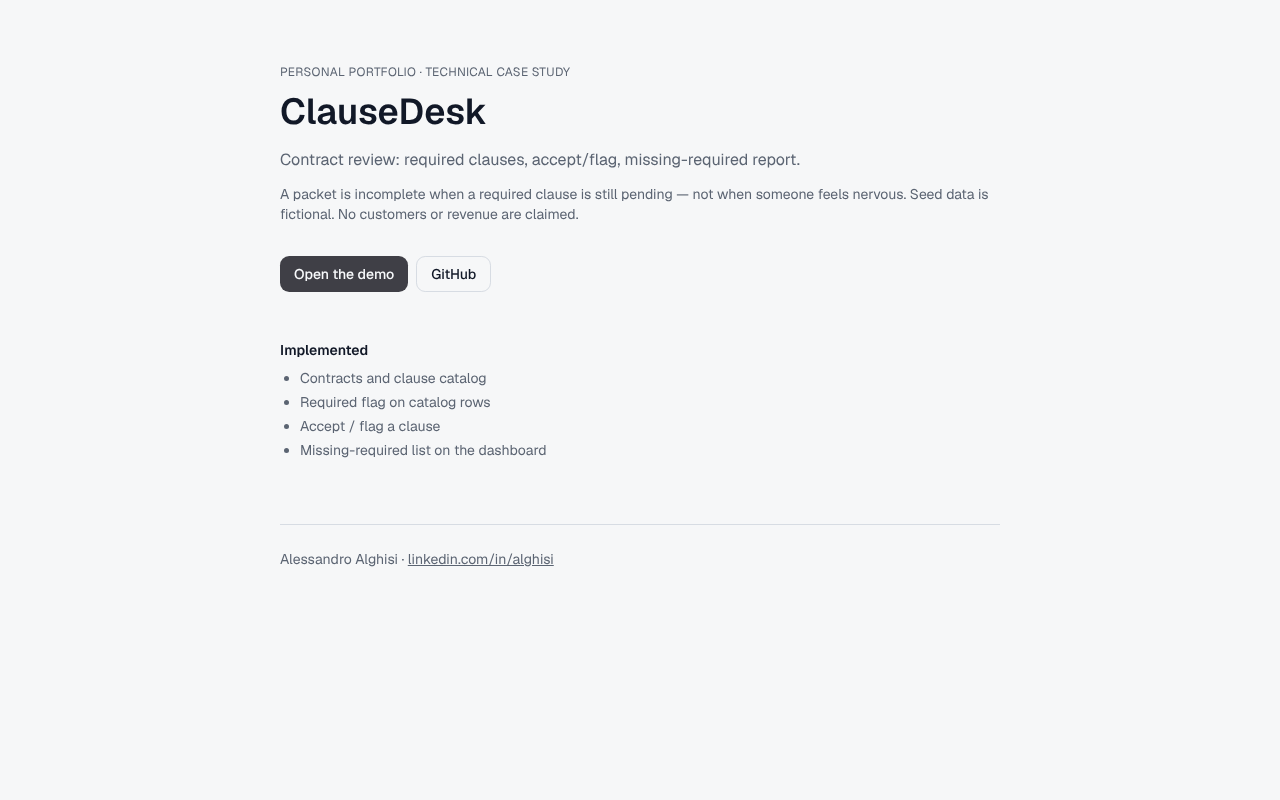 PERSONAL PORTFOLIO · TECHNICAL CASE STUDY
ClauseDesk
Contract review: required clauses, accept/flag, missing-required report.
A packet is incomplete when a required clause is still pending — not when someone feels nervous. Seed data is
fictional. No customers or revenue are claimed.
Open the demo
GitHub
Implemented
• Contracts and clause catalog
• Required flag on catalog rows
• Accept / flag a clause
• Missing-required list on the dashboard
Alessandro Alghisi · linkedin.com/in/alghisi